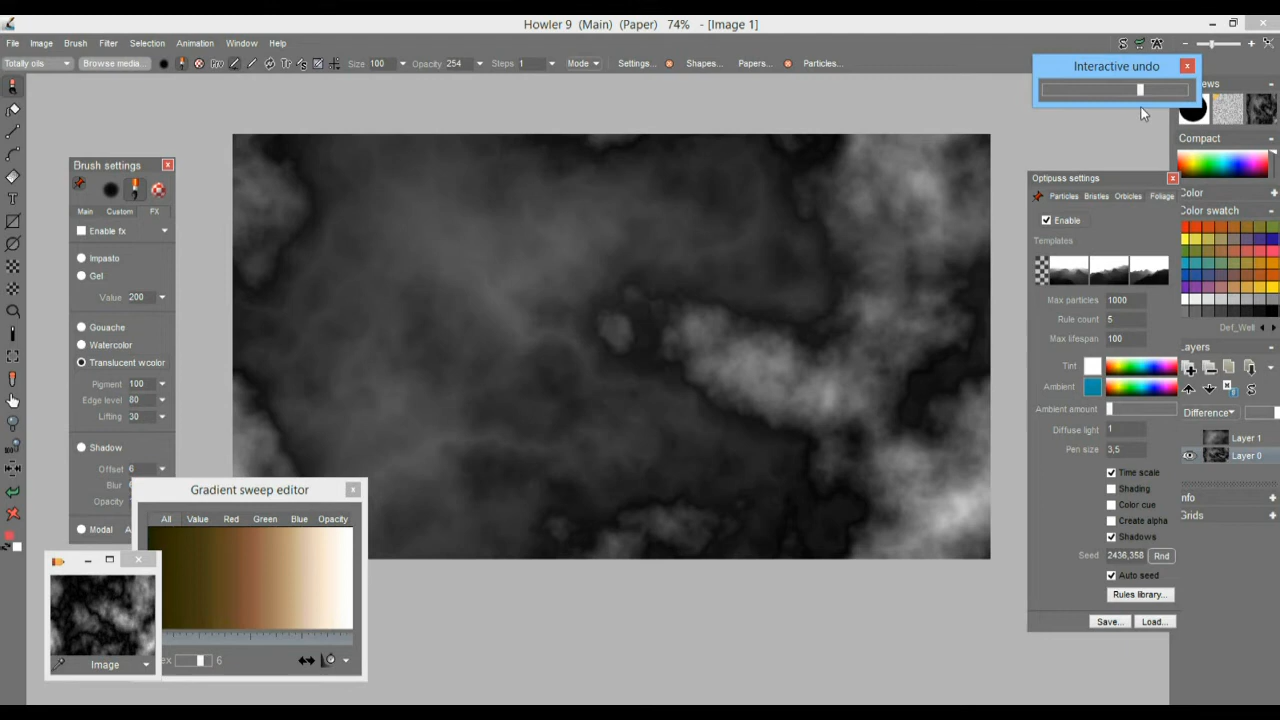 Howler 9 (Main) (Paper) 74% - [Image 1]
File Image Brush Filter Selection Animation Window Help
Totally oils Browse media... Prv Tr Size 100 Opacity 254 Steps 1 Mode Settings... Shapes... Papers... Particles...
Interactive undo
Compact
Color
Color swatch
Def_Well
Layers
Difference
Layer 1
Layer 0
Grids
Brush settings
Main Custom FX
Enable fx
Impasto
Gel
Value 200
Gouache
Watercolor
Translucent wcolor
Pigment 100
Edge level 80
Lifting 30
Shadow
Offset 6
Opacity
Modal
Gradient sweep editor
All Value Red Green Blue Opacity
6
Image
Optipuss settings
Particles Bristles Orbicles Foliage
Enable
Templates
Max particles 1000
Rule count 5
Max lifespan 100
Tint
Ambient
Ambient amount
Diffuse light 1
Pen size 3,5
Time scale
Shading
Color cue
Create alpha
Shadows
Seed 2436,358 Rnd
Auto seed
Rules library...
Save... Load...